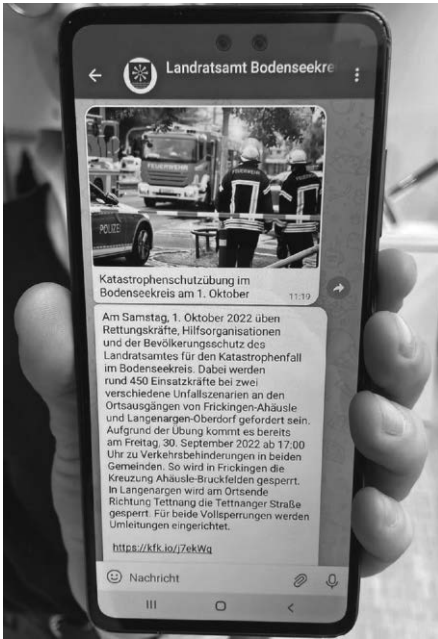 Landratsamt Bodenseekre
FEUERWEHR
FEUERWEHR
FEUERWEHR
POLIZEI
Katastrophenschutzübung im
Bodenseekreis am 1. Oktober
11:19
Am Samstag, 1. Oktober 2022 üben
Rettungskräfte, Hilfsorganisationen
und der Bevölkerungsschutz des
Landratsamtes für den Katastrophenfall
im Bodenseekreis. Dabei werden
rund 450 Einsatzkräfte bei zwei
verschiedene Unfallszenarien an den
Ortsausgängen von Frickingen-Ahäusle
und Langenargen-Oberdorf gefordert sein.
Aufgrund der Übung kommt es bereits
am Freitag, 30. September 2022 ab 17:00
Uhr zu Verkehrsbehinderungen in beiden
Gemeinden. So wird in Frickingen die
Kreuzung Ahäusle-Bruckfelden gesperrt.
In Langenargen wird am Ortsende
Richtung Tettnang die Tettnanger Straße
gesperrt. Für beide Vollsperrungen werden
Umleitungen eingerichtet.
https://kfk.io/j7ekWq
Nachricht